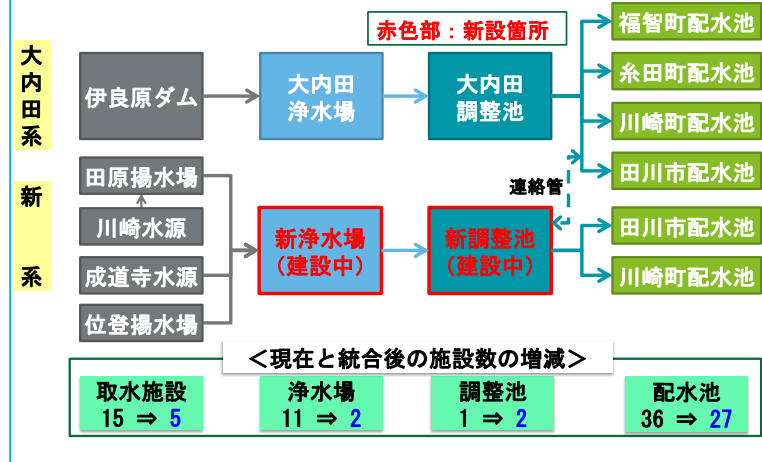 赤色部：新設箇所
大内田系
伊良原ダム
大内田
浄水場
大内田
調整池
福智町配水池
糸田町配水池
川崎町配水池
田川市配水池
連絡管
新系
田原揚水場
川崎水源
成道寺水源
位登揚水場
新浄水場
（建設中）
新調整池
（建設中）
田川市配水池
川崎町配水池
＜現在と統合後の施設数の増減＞
取水施設
15 ⇒ 5
浄水場
11 ⇒ 2
調整池
1 ⇒ 2
配水池
36 ⇒ 27